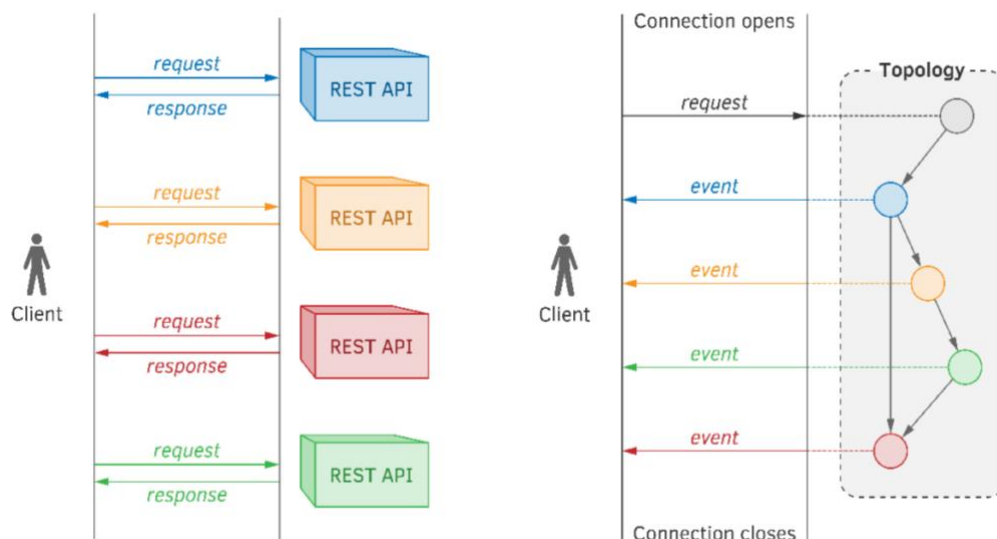 request
response
REST API
request
response
REST API
Client
request
response
REST API
request
response
REST API
Connection opens
Topology
request
event
event
Client
event
event
Connection closes